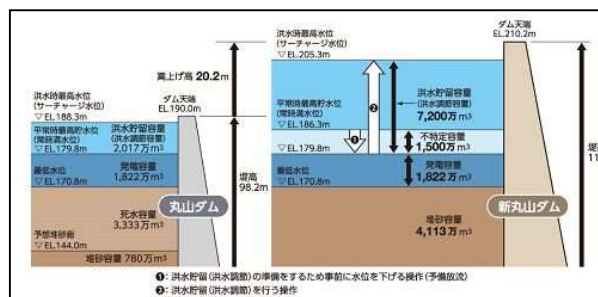 洪水時最高水位
(サーチャージ水位)
▽EL.188.3m
平常時最高貯水位
(常時満水位)
▽EL.179.8m
最低水位
▽EL.170.8m
予想堆砂面
▽EL.144.0m
洪水貯留容量
(洪水調節容量)
2,017万m³
発電容量
1,822万m³
死水容量
3,333万m³
堆砂容量 780万m³
ダム天端
EL.190.0m
嵩上げ高 20.2m
堤高
98.2m
丸山ダム
洪水時最高水位
(サーチャージ水位)
▽EL.205.3m
平常時最高貯水位
(常時満水位)
▽EL.186.3m
▽EL.179.8m
最低水位
▽EL.170.8m
❶
❷
洪水貯留容量
(洪水調節容量)
7,200万m³
不特定容量
1,500万m³
発電容量
1,822万m³
堆砂容量
4,113万m³
ダム天端
EL.210.2m
堤
11
新丸山ダム
❶:洪水貯留(洪水調節)の準備をするため事前に水位を下げる操作(予備放流)
❷:洪水貯留(洪水調節)を行う操作